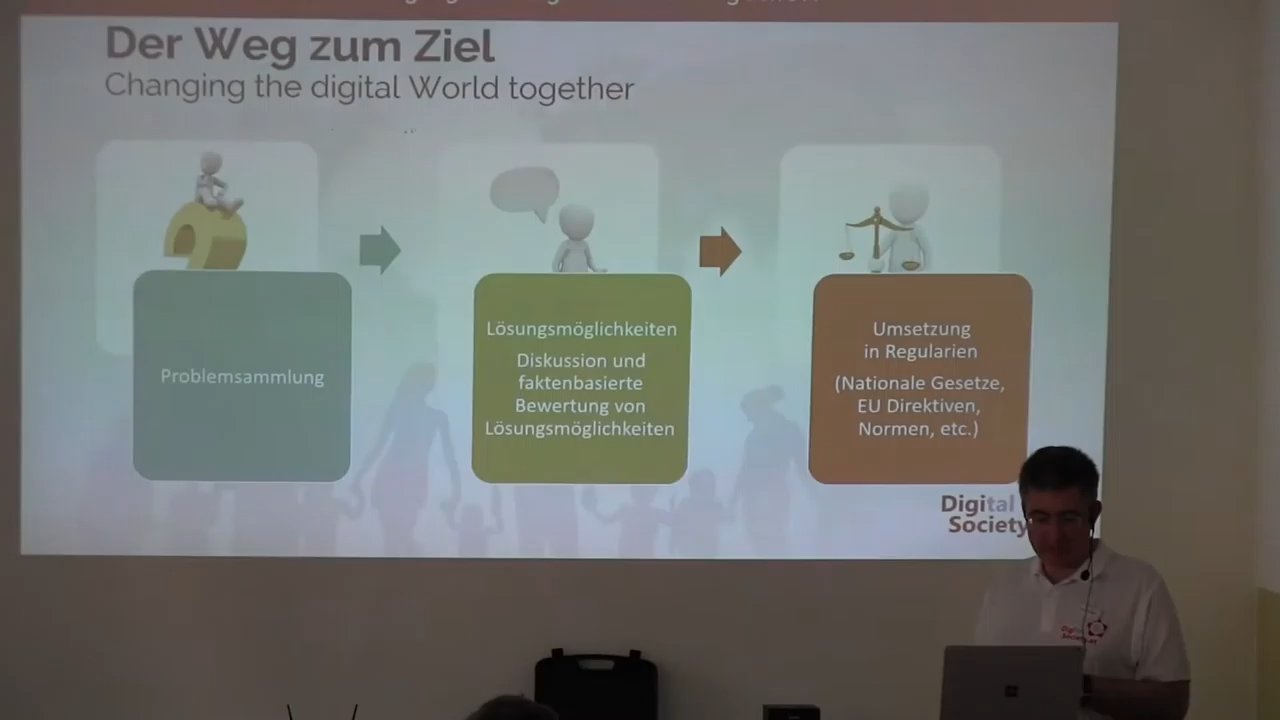 Der Weg zum Ziel
Changing the digital World together
Problemsammlung
Lösungsmöglichkeiten
Diskussion und
faktenbasierte
Bewertung von
Lösungsmöglichkeiten
Umsetzung
in Regularien
(Nationale Gesetze,
EU Direktiven,
Normen, etc.)
Digital
Society